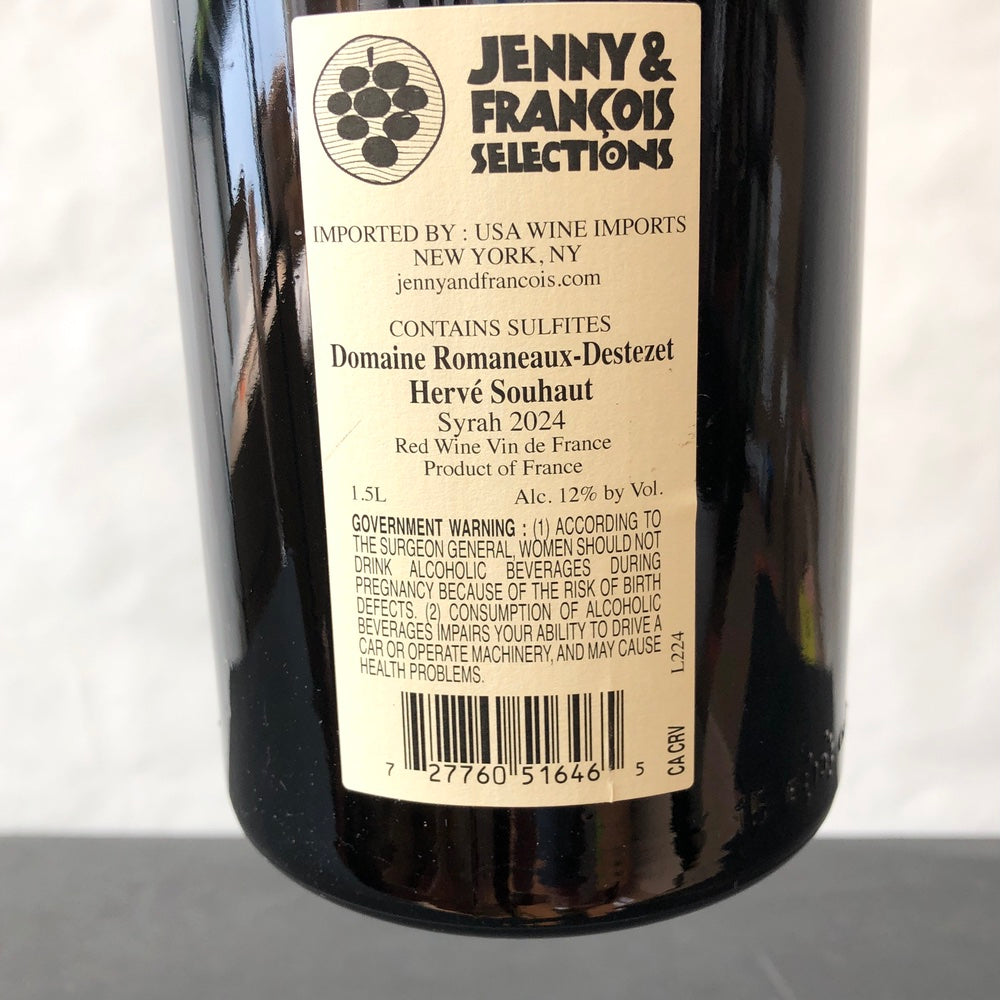 JENNY &
FRANÇOIS
SELECTIONS
IMPORTED BY : USA WINE IMPORTS
NEW YORK, NY
jennyandfrancois.com
CONTAINS SULFITES
Domaine Romaneaux-Destezet
Hervé Souhaut
Syrah 2024
Red Wine Vin de France
Product of France
1.5L Alc. 12% by Vol.
GOVERNMENT WARNING : (1) ACCORDING TO
THE SURGEON GENERAL, WOMEN SHOULD NOT
DRINK ALCOHOLIC BEVERAGES DURING
PREGNANCY BECAUSE OF THE RISK OF BIRTH
DEFECTS. (2) CONSUMPTION OF ALCOHOLIC
BEVERAGES IMPAIRS YOUR ABILITY TO DRIVE A
CAR OR OPERATE MACHINERY, AND MAY CAUSE
HEALTH PROBLEMS.
L224
CA CRV
7 27760 51646 5